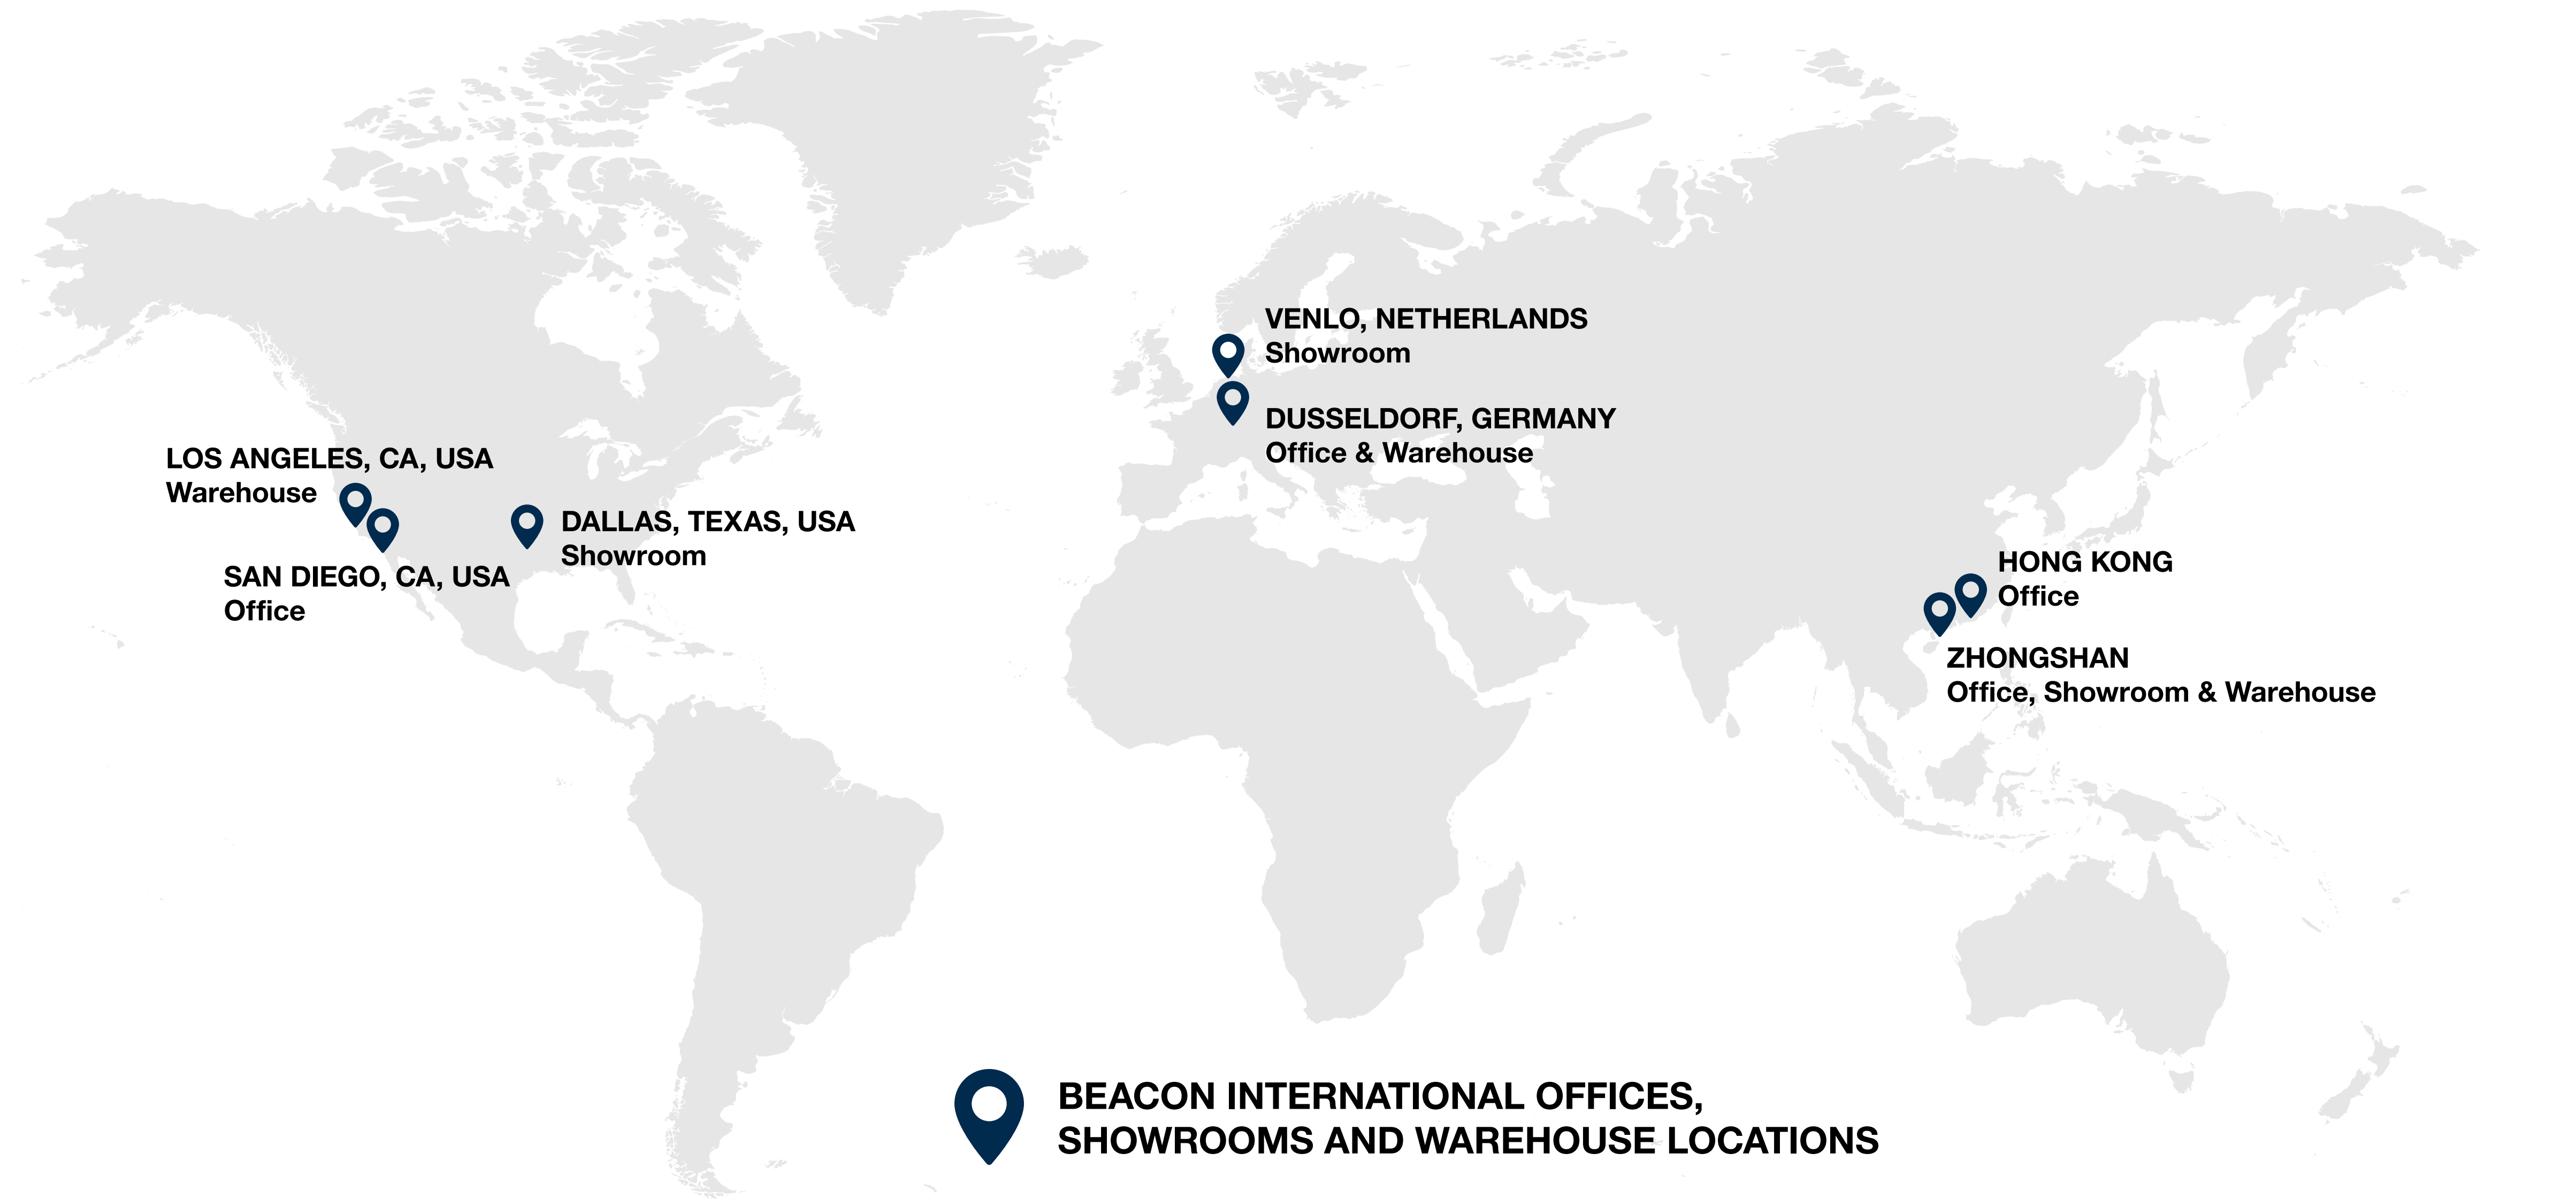 VENLO, NETHERLANDS
Showroom
DUSSELDORF, GERMANY
Office & Warehouse
LOS ANGELES, CA, USA
Warehouse
DALLAS, TEXAS, USA
Showroom
SAN DIEGO, CA, USA
Office
HONG KONG
Office
ZHONGSHAN
Office, Showroom & Warehouse
BEACON INTERNATIONAL OFFICES,
SHOWROOMS AND WAREHOUSE LOCATIONS